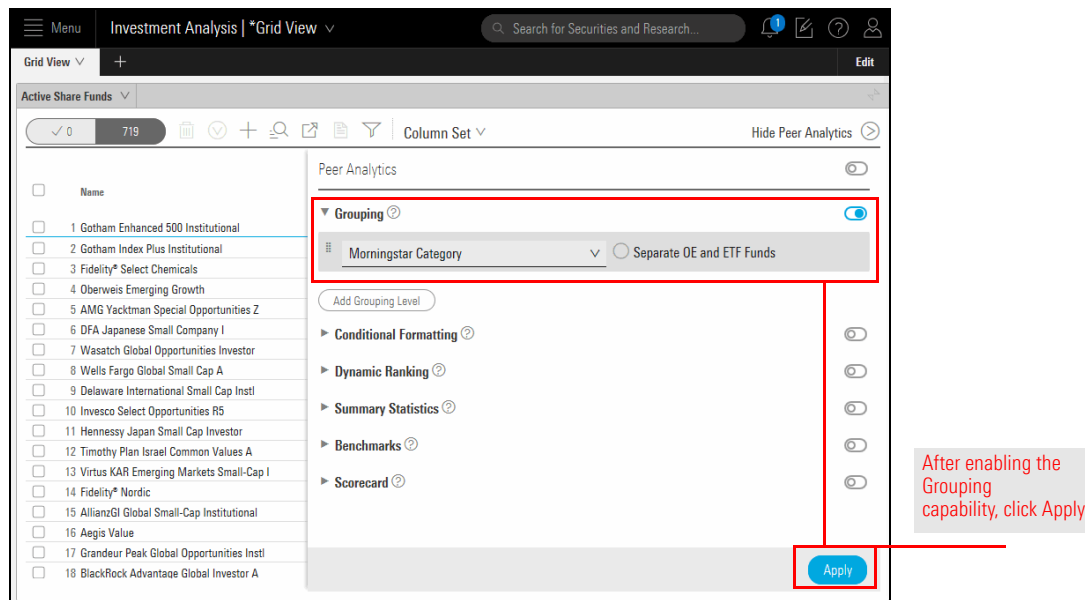 Menu
Investment Analysis | *Grid View
Search for Securities and Research...
1
Grid View
Edit
Active Share Funds
0
719
Column Set
Hide Peer Analytics
Name
1 Gotham Enhanced 500 Institutional
2 Gotham Index Plus Institutional
3 Fidelity® Select Chemicals
4 Oberweis Emerging Growth
5 AMG Yacktman Special Opportunities Z
6 DFA Japanese Small Company I
7 Wasatch Global Opportunities Investor
8 Wells Fargo Global Small Cap A
9 Delaware International Small Cap Instl
10 Invesco Select Opportunities R5
11 Hennessy Japan Small Cap Investor
12 Timothy Plan Israel Common Values A
13 Virtus KAR Emerging Markets Small-Cap I
14 Fidelity® Nordic
15 AllianzGI Global Small-Cap Institutional
16 Aegis Value
17 Grandeur Peak Global Opportunities Instl
18 BlackRock Advantage Global Investor A
Peer Analytics
Grouping ?
Morningstar Category
Separate OE and ETF Funds
Add Grouping Level
Conditional Formatting ?
Dynamic Ranking ?
Summary Statistics ?
Benchmarks ?
Scorecard ?
Apply
After enabling the
Grouping
capability, click Apply